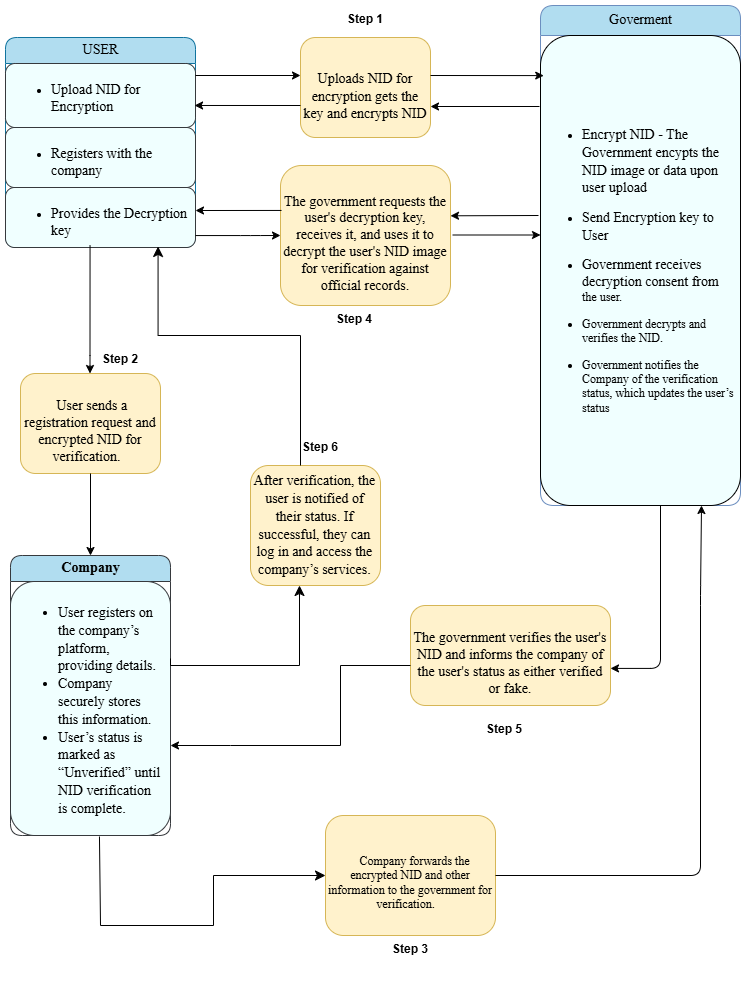 Step 1
Goverment
USER
Upload NID for
Encryption
Registers with the
company
Provides the Decryption
key
Uploads NID for
encryption gets the
key and encrypts NID
Encrypt NID - The
Government encypts the
NID image or data upon
user upload
Send Encryption key to
User
Government receives
decryption consent from
the user.
Government decrypts and
verifies the NID.
Government notifies the
Company of the verification
status, which updates the user's
status
The government requests the
user's decryption key,
receives it, and uses it to
decrypt the user's NID image
for verification against
official records.
Step 4
Step 2
User sends a
registration request and
encrypted NID for
verification.
Step 6
After verification, the
user is notified of
their status. If
successful, they can
log in and access the
company’s services.
Company
User registers on
the company’s
platform,
providing details.
Company
securely stores
this information.
User’s status is
marked as
“Unverified” until
NID verification
is complete.
The government verifies the user's
NID and informs the company of
the user's status as either verified
or fake.
Step 5
Company forwards the
encrypted NID and other
information to the government for
verification.
Step 3